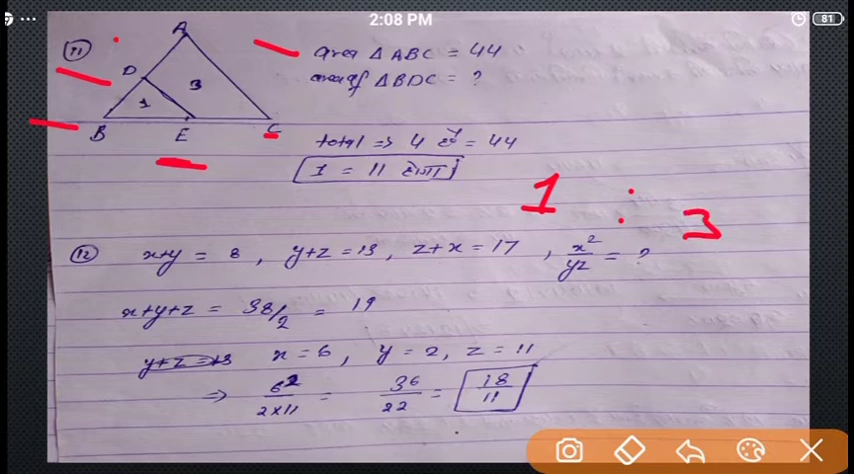 2:08 PM
81
(11)
A
D
3
1
B
E
C
area △ABC = 44
area of △BDC = ?
total => 4 है = 44
1 = 11 होगा
1 : 3
(12) x+y = 8, y+z = 13, z+x = 17, x²/yz = ?
x+y+z = 38/2 = 19
y+z=13 x=6, y=2, z=11
=> 6²/2×11 = 36/22 = 18/11